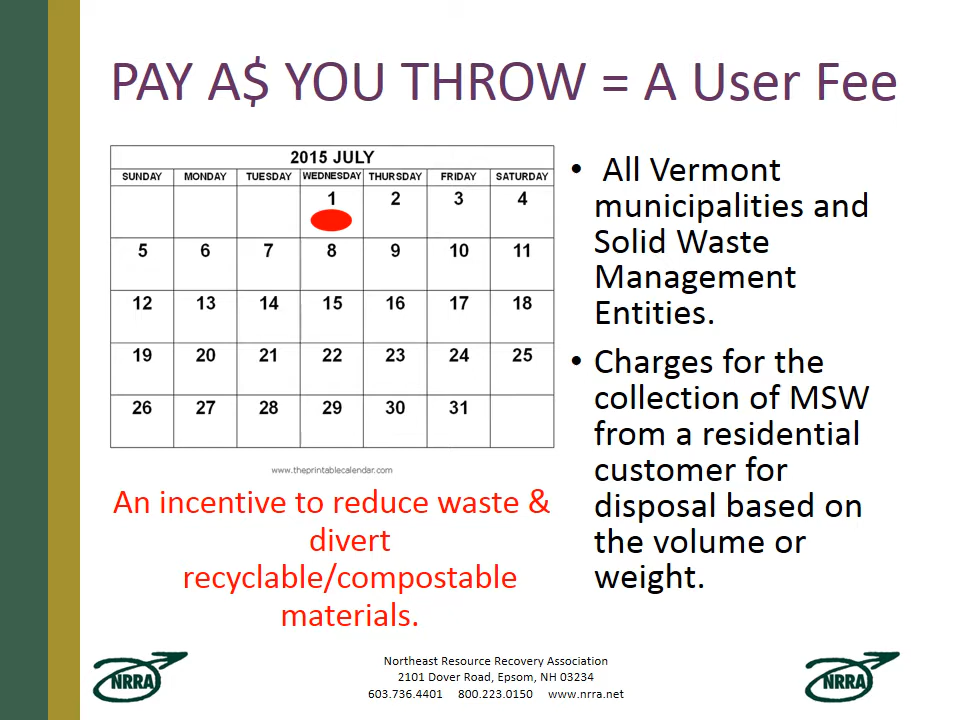 PAY A$ YOU THROW = A User Fee
2015 JULY
SUNDAY MONDAY TUESDAY WEDNESDAY THURSDAY FRIDAY SATURDAY
1 2 3 4
5 6 7 8 9 10 11
12 13 14 15 16 17 18
19 20 21 22 23 24 25
26 27 28 29 30 31
www.theprintablecalendar.com
An incentive to reduce waste &
divert
recyclable/compostable
materials.
• All Vermont
municipalities and
Solid Waste
Management
Entities.
• Charges for the
collection of MSW
from a residential
customer for
disposal based on
the volume or
weight.
NRRA
Northeast Resource Recovery Association
2101 Dover Road, Epsom, NH 03234
603.736.4401 800.223.0150 www.nrra.net
NRRA